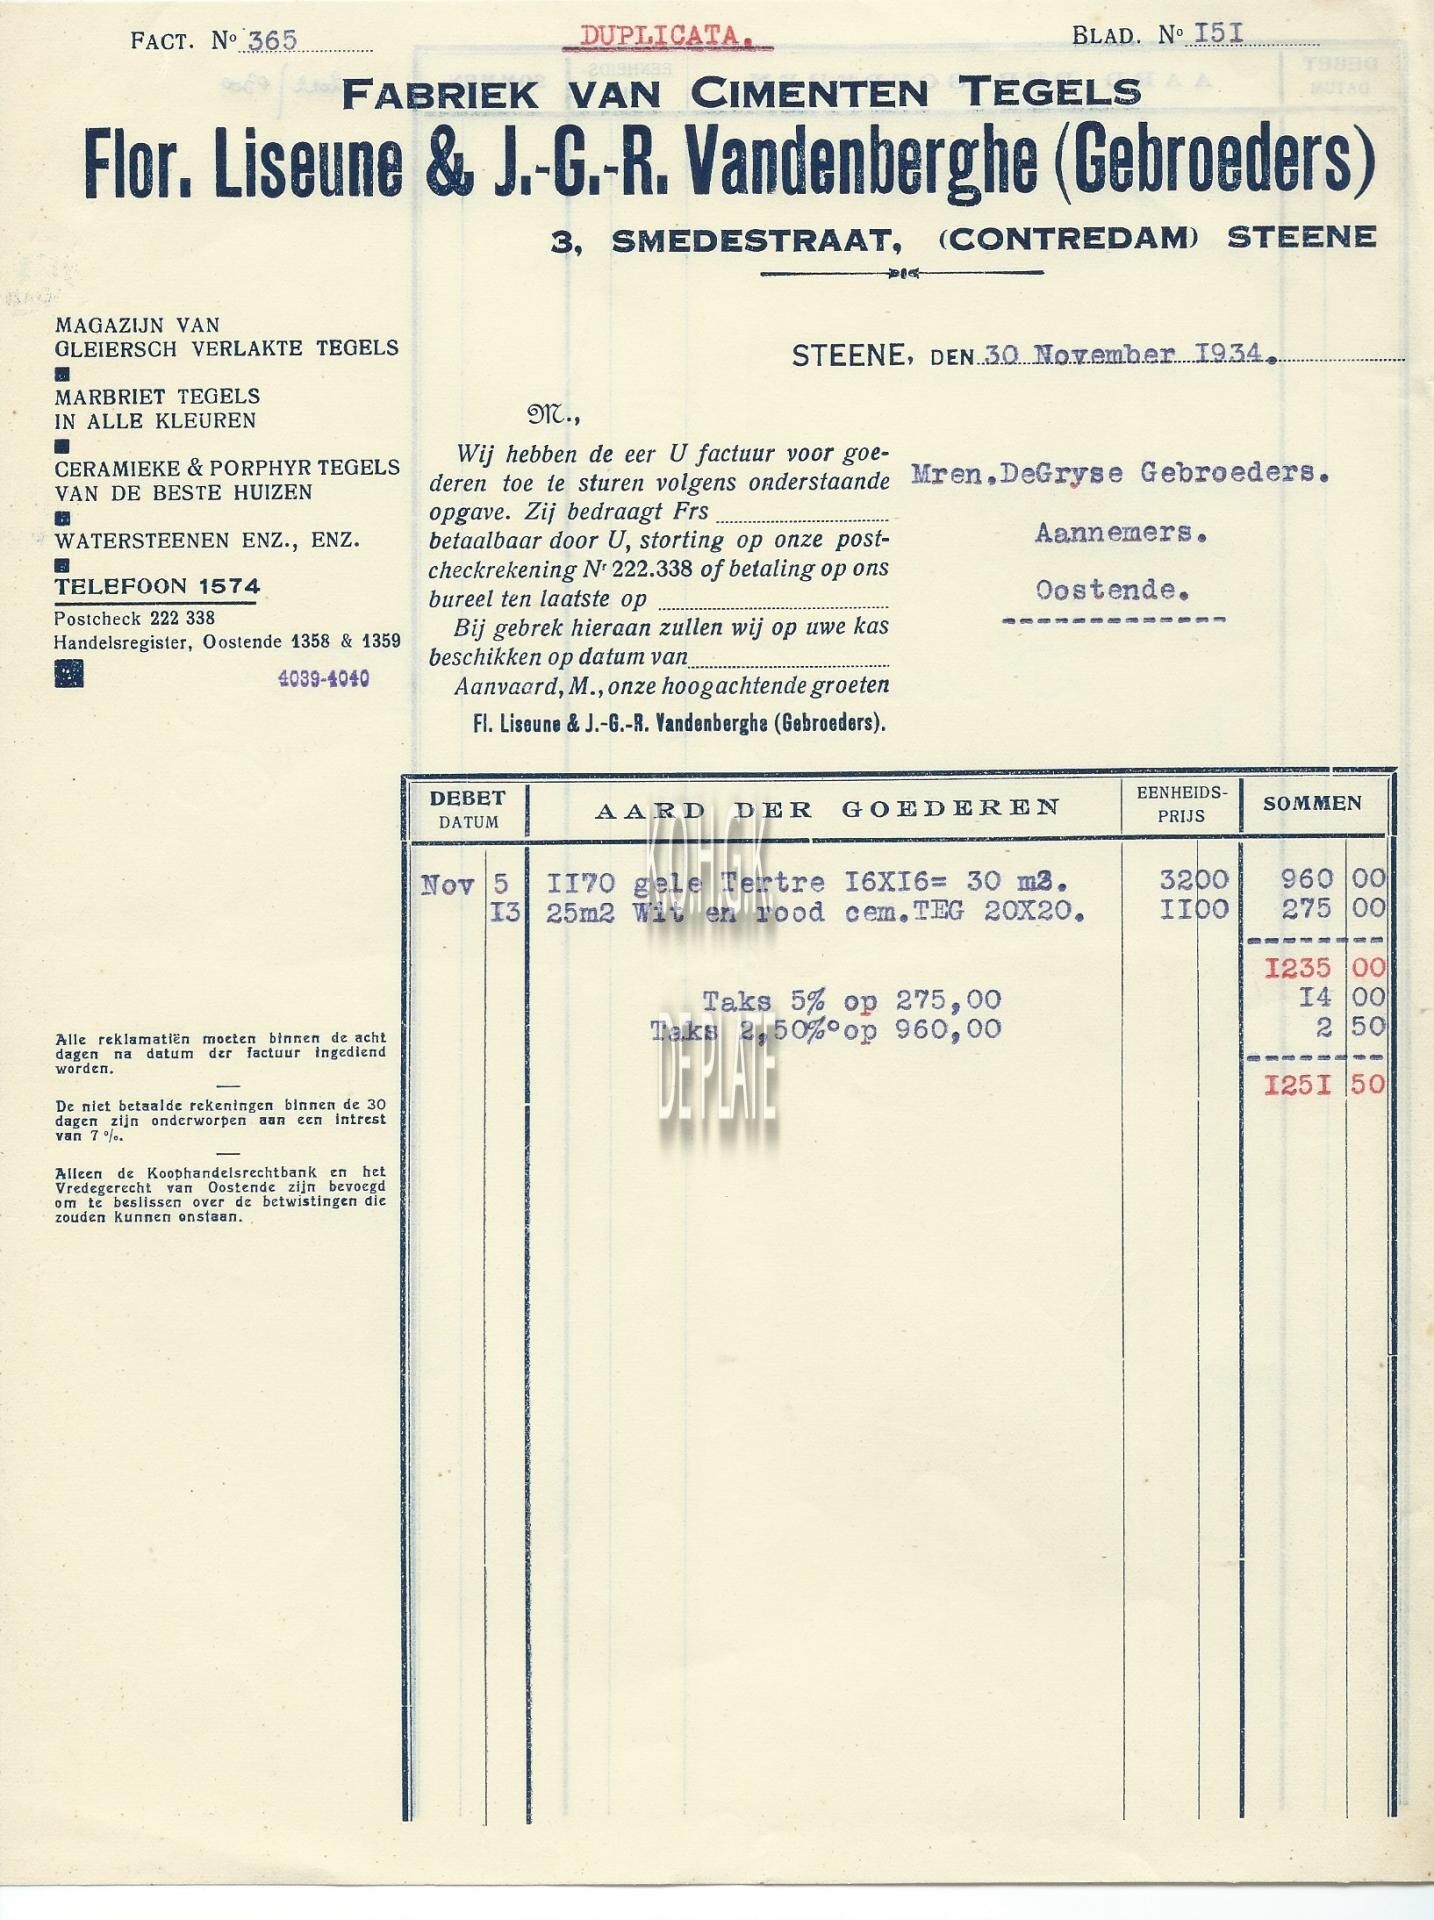 FACT. Nº 365
DUPLICATA.
BLAD. Nº I5I
FABRIEK VAN CIMENTEN TEGELS
Flor. Liseune & J.-G.-R. Vandenberghe (Gebroeders)
3, SMEDESTRAAT, (CONTREDAM) STEENE
MAGAZIJN VAN
GLEIERSCH VERLAKTE TEGELS
MARBRIET TEGELS
IN ALLE KLEUREN
CERAMIEKE & PORPHYR TEGELS
VAN DE BESTE HUIZEN
WATERSTEENEN ENZ., ENZ.
TELEFOON 1574
Postcheck 222 338
Handelsregister, Oostende 1358 & 1359
4039-4040
STEENE, DEN 30 November I934.
M.,
Wij hebben de eer U factuur voor goe-
deren toe te sturen volgens onderstaande
opgave. Zij bedraagt Frs
betaalbaar door U, storting op onze post-
checkrekening Nr 222.338 of betaling op ons
bureel ten laatste op
Bij gebrek hieraan zullen wij op uwe kas
beschikken op datum van
Aanvaard, M., onze hoogachtende groeten
Fl. Liseune & J.-G.-R. Vandenberghe (Gebroeders).
Mren.DeGryse Gebroeders.
Aannemers.
Oostende.
-------------
DEBET DATUM AARD DER GOEDEREN EENHEIDS-PRIJS SOMMEN
Nov 5 II70 gele Tertre I6XI6= 30 m2. 3200 960 00
I3 25m2 Wit en rood cem.TEG 20X20. II00 275 00
I235 00
Taks 5% op 275,00 I4 00
Taks 2,50%° op 960,00 2 50
I25I 50
Alle reklamatiën moeten binnen de acht
dagen na datum der factuur ingediend
worden.
De niet betaalde rekeningen binnen de 30
dagen zijn onderworpen aan een intrest
van 7 %.
Alleen de Koophandelsrechtbank en het
Vredegerecht van Oostende zijn bevoegd
om te beslissen over de betwistingen die
zouden kunnen onstaan.
K.O.H.G.K
DE PLATE